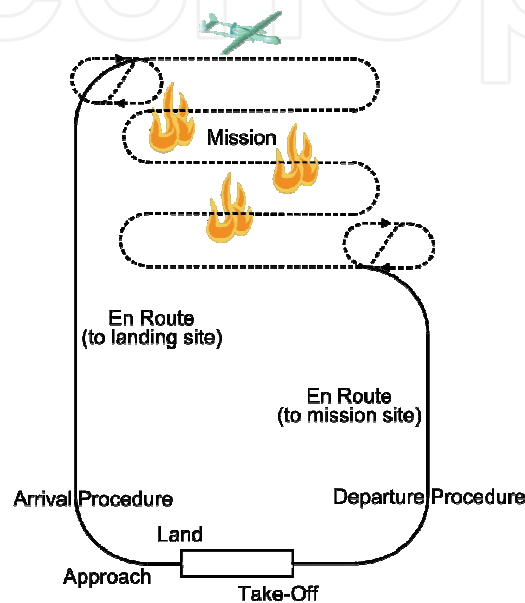 Mission
En Route
(to landing site)
En Route
(to mission site)
Arrival Procedure
Departure Procedure
Land
Approach
Take-Off